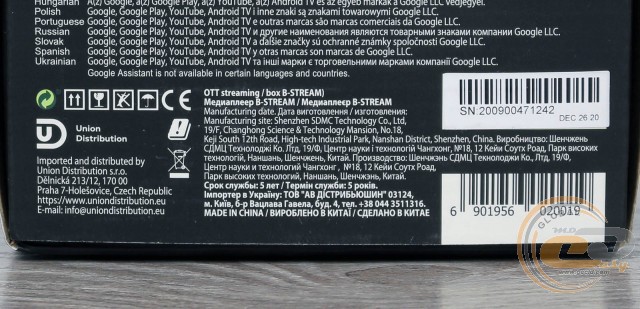 Hungarian A(z) Google, a(z) Google Play, a(z) YouTube, a(z) Android TV és az egyéb márkák a Google LLC védjegyei.
Polish Google, Google Play, YouTube, Android TV i inne znaki są znakami towarowymi Google LLC.
Portuguese Google, Google Play, YouTube, Android TV e outras marcas são marcas comerciais da Google LLC.
Russian Google, Google Play, YouTube, Android TV и другие наименования являются товарными знаками компании Google LLC.
Slovak Google, Google Play, YouTube, Android TV a ďalšie značky sú ochranné známky spoločnosti Google LLC.
Spanish Google, Google Play, YouTube, Android TV y otras marcas son marcas de Google LLC.
Ukrainian Google, Google Play, YouTube, Android TV та інші марки є торговельними марками компанії Google LLC.
Google Assistant is not available in certain languages and countries.
CE
Union
Distribution
Imported and distributed by
Union Distribution s.r.o.
Dělnická 213/12, 170 00
Praha 7-Holešovice, Czech Republic
www.uniondistribution.eu
E-mail: info@uniondistribution.eu
OTT streaming / box B-STREAM)
Медиаплеер B-STREAM) / Медиаплеєр B-STREAM
Manufacturing date. Дата виготовлення / изготовления:
Manufacturing site: Shenzhen SDMC Technology Co., Ltd.,
19/F, Changhong Science & Technology Mansion, No.18,
Keji South 12th Road, High-tech Industrial Park, Nanshan District, Shenzhen, China. Виробництво: Шеньчжень
СДМЦ Технолоджі Ко., Лтд, 19/Ф, Центр науки і технологій Чангхонг, №18, 12 Кейи Соутх Роад, Парк високих
технологій, Наншань, Шеньчжень, Китай. Производство: Шеньчжень СДМЦ Технолоджи Ко., Лтд, 19/Ф,
Центр науки и технологий Чангхонг, №18, 12 Кейи Соутх Роад,
Парк высоких технологий, Наншань, Шеньчжень, Китай.
Срок службы: 5 лет / Термін служби: 5 років.
Імпортер в Україну: ТОВ "АВ ДІСТРИБЬЮШИН" 03124,
м. Київ, б-р Вацлава Гавела, буд. 4, тел. +38 044 3511316.
MADE IN CHINA / ВИРОБЛЕНО В КИТАЇ / СДЕЛАНО В КИТАЕ
SN:200900471242
DEC 26 20
6 901956 020019